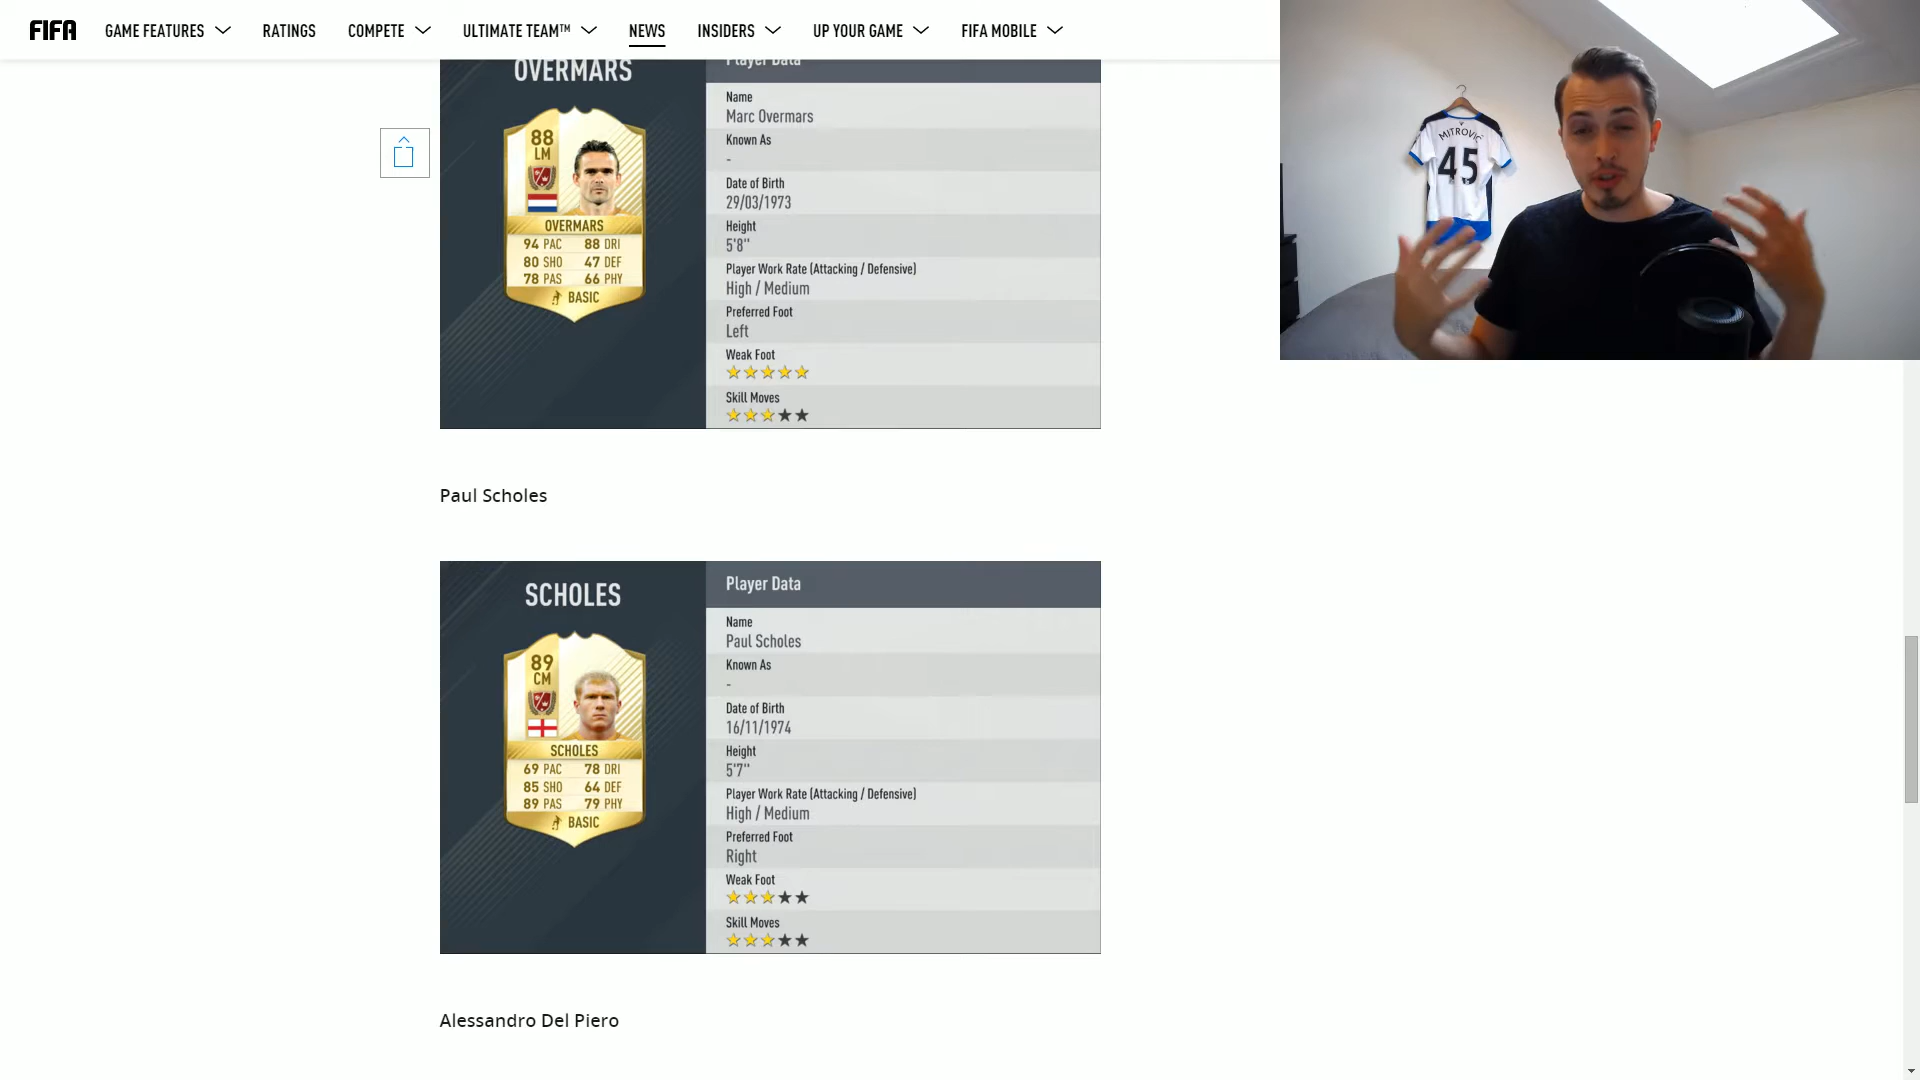 FIFA GAME FEATURES RATINGS COMPETE ULTIMATE TEAM™ NEWS INSIDERS UP YOUR GAME FIFA MOBILE
OVERMARS
88
LM
OVERMARS
94 PAC 88 DRI
80 SHO 47 DEF
78 PAS 66 PHY
BASIC
Player Data
Name
Marc Overmars
Known As
-
Date of Birth
29/03/1973
Height
5'8''
Player Work Rate (Attacking / Defensive)
High / Medium
Preferred Foot
Left
Weak Foot
Skill Moves
MITROVIĆ
45
Paul Scholes
SCHOLES
89
CM
SCHOLES
69 PAC 78 DRI
85 SHO 64 DEF
89 PAS 79 PHY
BASIC
Player Data
Name
Paul Scholes
Known As
-
Date of Birth
16/11/1974
Height
5'7''
Player Work Rate (Attacking / Defensive)
High / Medium
Preferred Foot
Right
Weak Foot
Skill Moves
Alessandro Del Piero